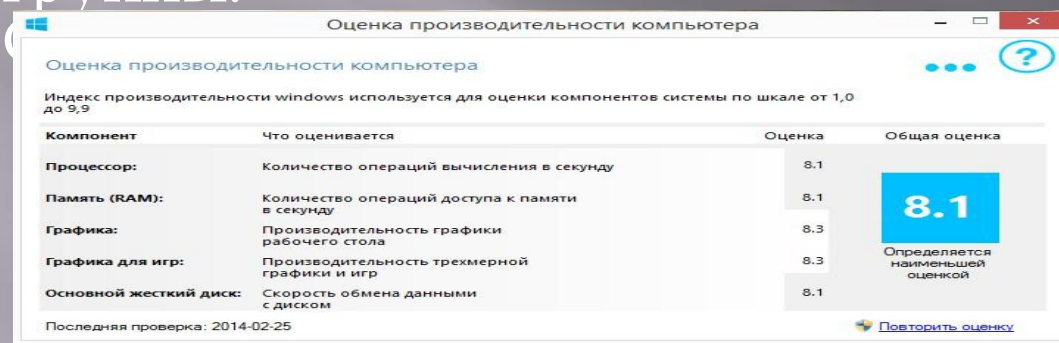 Оценка производительности компьютера
Оценка производительности компьютера
Индекс производительности windows используется для оценки компонентов системы по шкале от 1,0
до 9,9
Компонент Что оценивается Оценка Общая оценка
Процессор: Количество операций вычисления в секунду 8.1
Память (RAM): Количество операций доступа к памяти
в секунду 8.1
8.1
Графика: Производительность графики
рабочего стола 8.3
Определяется
наименьшей
оценкой
Графика для игр: Производительность трехмерной
графики и игр 8.3
Основной жесткий диск: Скорость обмена данными
с диском 8.1
Последняя проверка: 2014-02-25 Повторить оценку